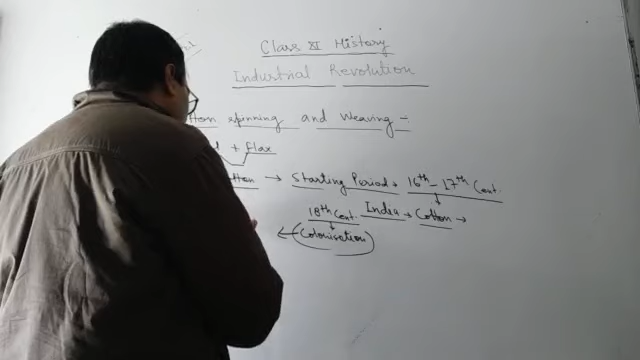 Class XI History
Industrial Revolution
spinning and Weaving :-
+ Flax
→ Starting Period → 16th - 17th Cent.
18th Cent. India → Cotton →
← Colonisation